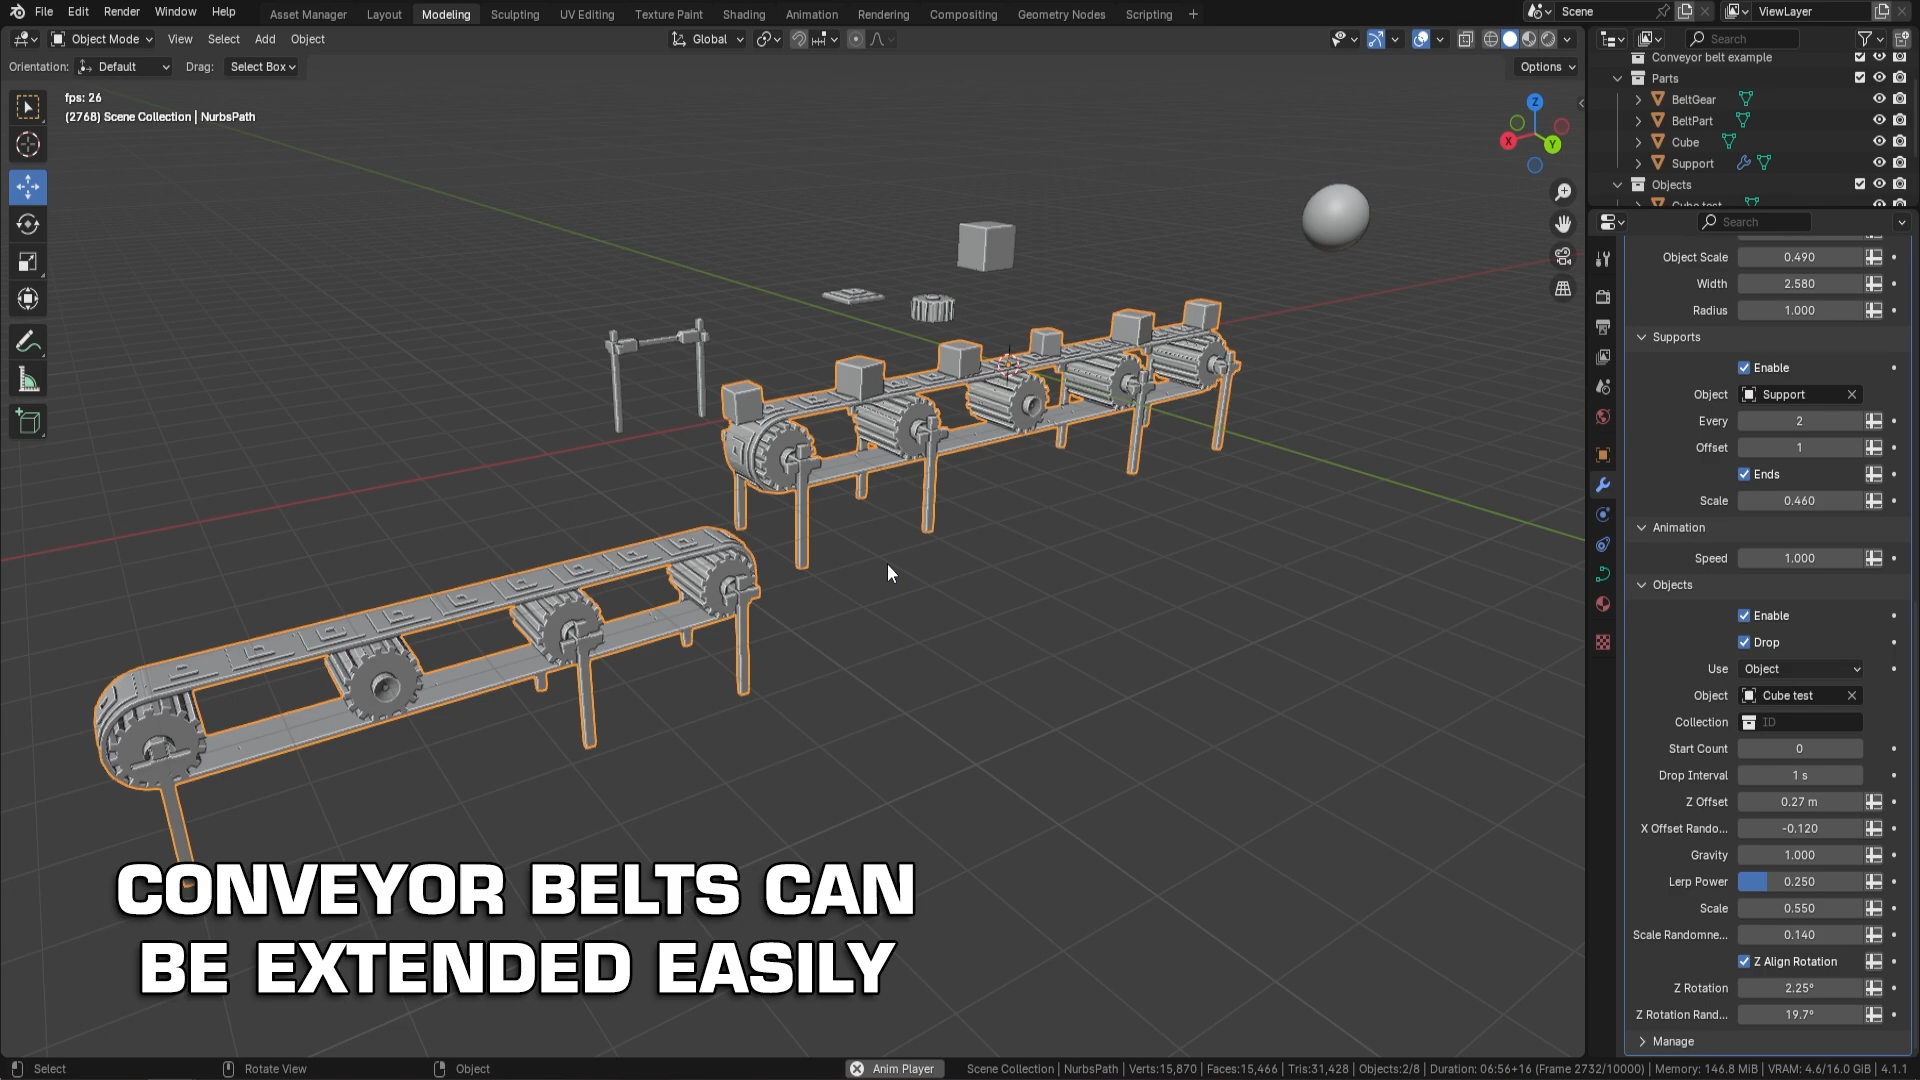 File Edit Render Window Help
Asset Manager Layout Modeling Sculpting UV Editing Texture Paint Shading Animation Rendering Compositing Geometry Nodes Scripting +
Scene
ViewLayer
Object Mode View Select Add Object
Global
Search
Orientation: Default Drag: Select Box
Options
fps: 26
(2768) Scene Collection | NurbsPath
Z
X
Y
Conveyor belt example
Parts
BeltGear
BeltPart
Cube
Support
Objects
Cube test
Search
Object Scale 0.490
Width 2.580
Radius 1.000
Supports
Enable
Object Support
Every 2
Offset 1
Ends
Scale 0.460
Animation
Speed 1.000
Objects
Enable
Drop
Use Object
Object Cube test
Collection ID
Start Count 0
Drop Interval 1 s
Z Offset 0.27 m
X Offset Rando... -0.120
Gravity 1.000
Lerp Power 0.250
Scale 0.550
Scale Randomne... 0.140
Z Align Rotation
Z Rotation 2.25°
Z Rotation Rand... 19.7°
Manage
CONVEYOR BELTS CAN
BE EXTENDED EASILY
Select Rotate View Object Anim Player Scene Collection | NurbsPath | Verts:15,870 | Faces:15,466 | Tris:31,428 | Objects:2/8 | Duration: 06:56+16 (Frame 2732/10000) | Memory: 146.8 MiB | VRAM: 4.6/16.0 GiB | 4.1.1